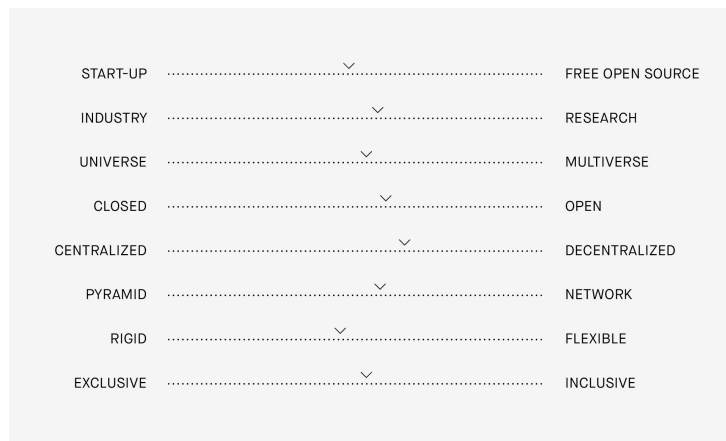 START-UP FREE OPEN SOURCE
INDUSTRY RESEARCH
UNIVERSE MULTIVERSE
CLOSED OPEN
CENTRALIZED DECENTRALIZED
PYRAMID NETWORK
RIGID FLEXIBLE
EXCLUSIVE INCLUSIVE